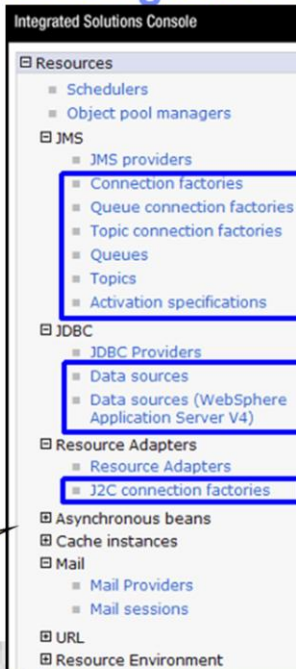 Integrated Solutions Console
Resources
Schedulers
Object pool managers
JMS
JMS providers
Connection factories
Queue connection factories
Topic connection factories
Queues
Topics
Activation specifications
JDBC
JDBC Providers
Data sources
Data sources (WebSphere
Application Server V4)
Resource Adapters
Resource Adapters
J2C connection factories
Asynchronous beans
Cache instances
Mail
Mail Providers
Mail sessions
URL
Resource Environment